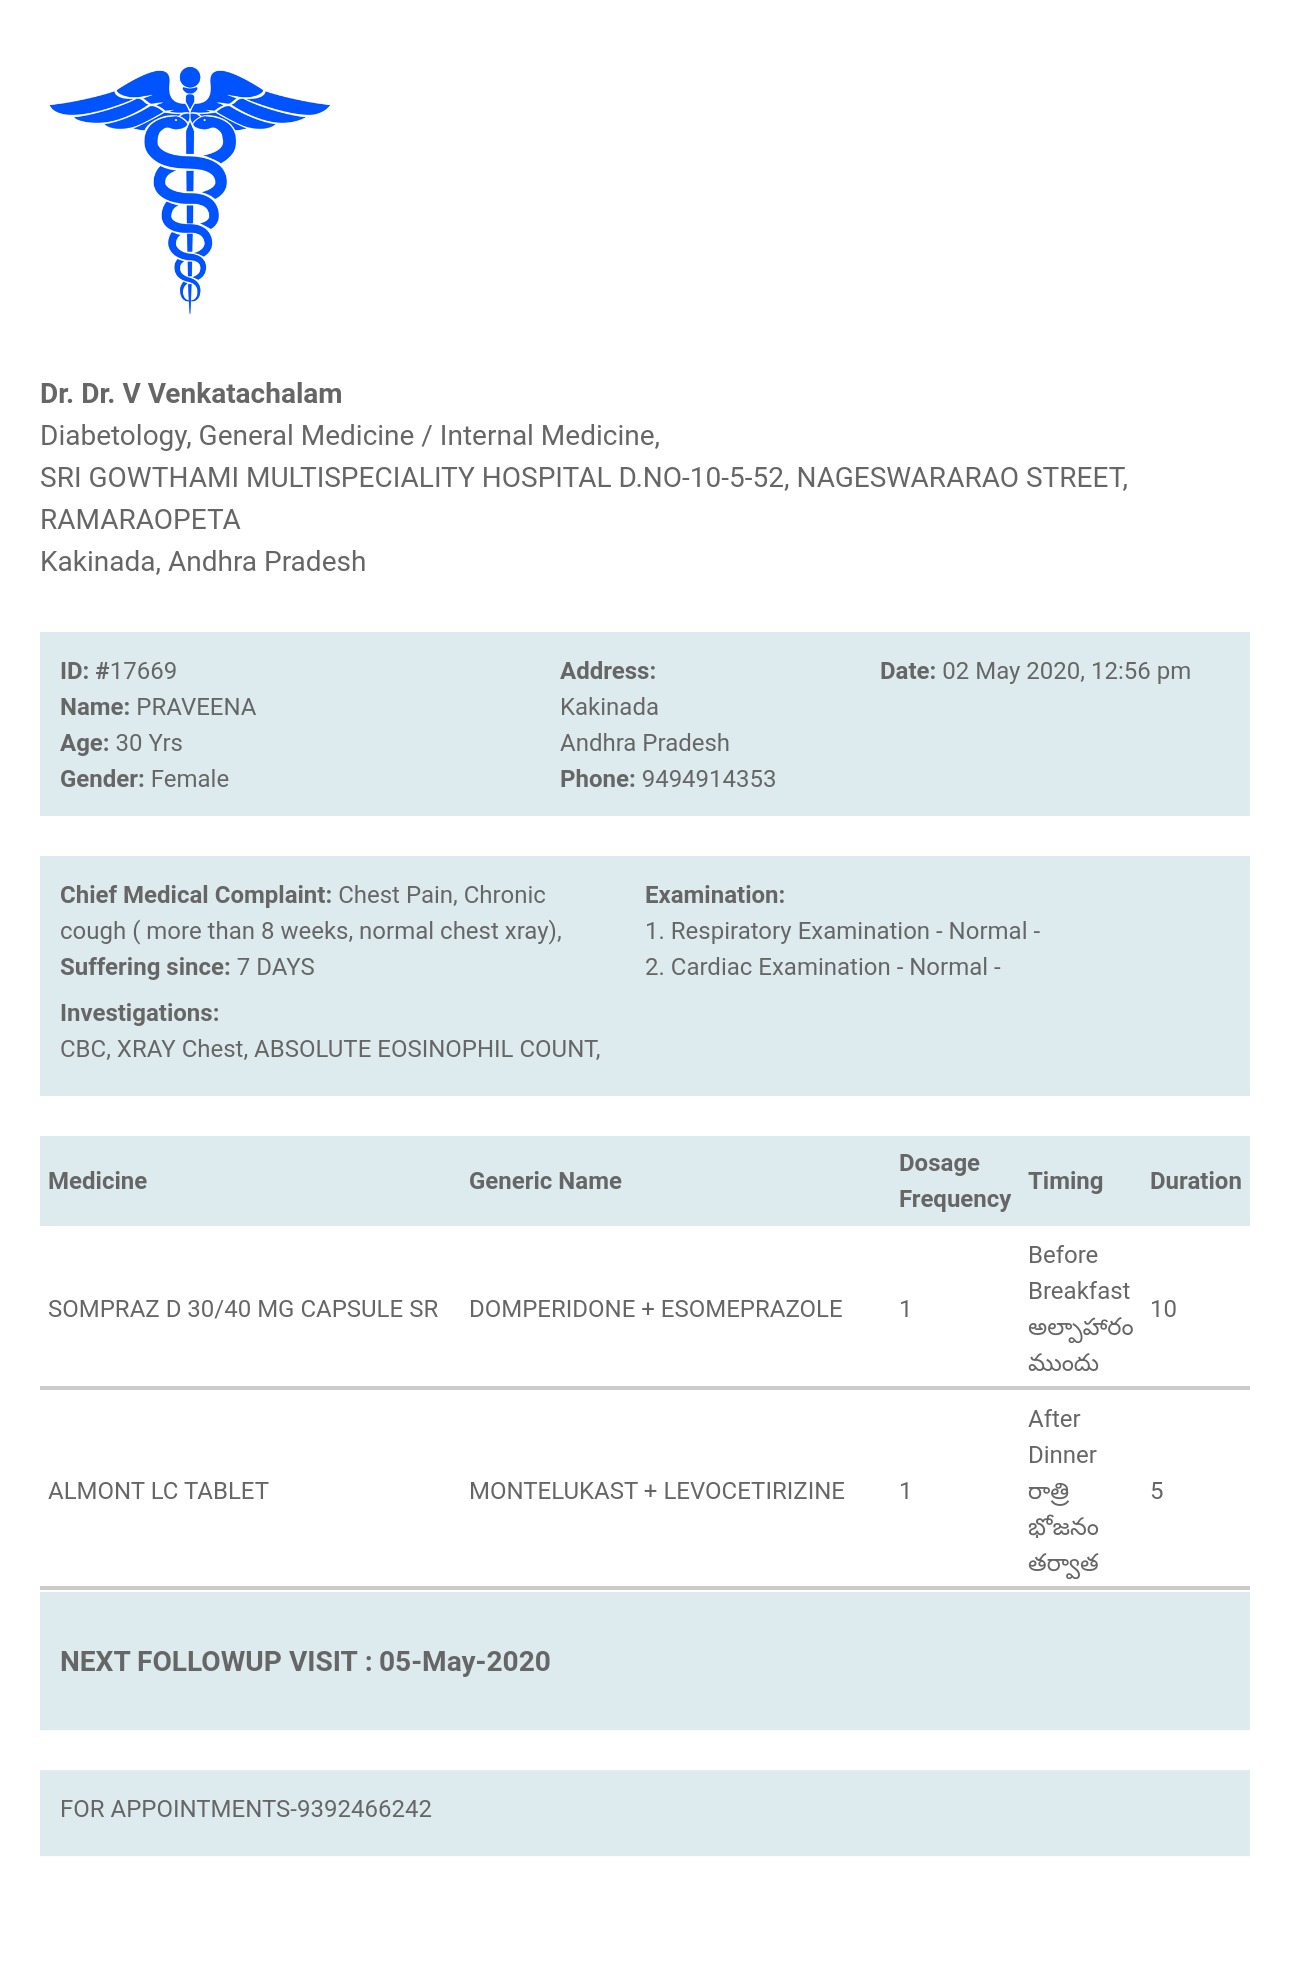 Dr. Dr. V Venkatachalam
Diabetology, General Medicine / Internal Medicine,
SRI GOWTHAMI MULTISPECIALITY HOSPITAL D.NO-10-5-52, NAGESWARARAO STREET,
RAMARAOPETA
Kakinada, Andhra Pradesh
ID: #17669
Name: PRAVEENA
Age: 30 Yrs
Gender: Female
Address:
Kakinada
Andhra Pradesh
Phone: 9494914353
Date: 02 May 2020, 12:56 pm
Chief Medical Complaint: Chest Pain, Chronic
cough ( more than 8 weeks, normal chest xray),
Suffering since: 7 DAYS
Investigations:
CBC, XRAY Chest, ABSOLUTE EOSINOPHIL COUNT,
Examination:
1. Respiratory Examination - Normal -
2. Cardiac Examination - Normal -
Medicine
Generic Name
Dosage
Frequency
Timing
Duration
SOMPRAZ D 30/40 MG CAPSULE SR
DOMPERIDONE + ESOMEPRAZOLE
1
Before
Breakfast
అల్పాహారం
ముందు
10
ALMONT LC TABLET
MONTELUKAST + LEVOCETIRIZINE
1
After
Dinner
రాత్రి
భోజనం
తర్వాత
5
NEXT FOLLOWUP VISIT : 05-May-2020
FOR APPOINTMENTS-9392466242